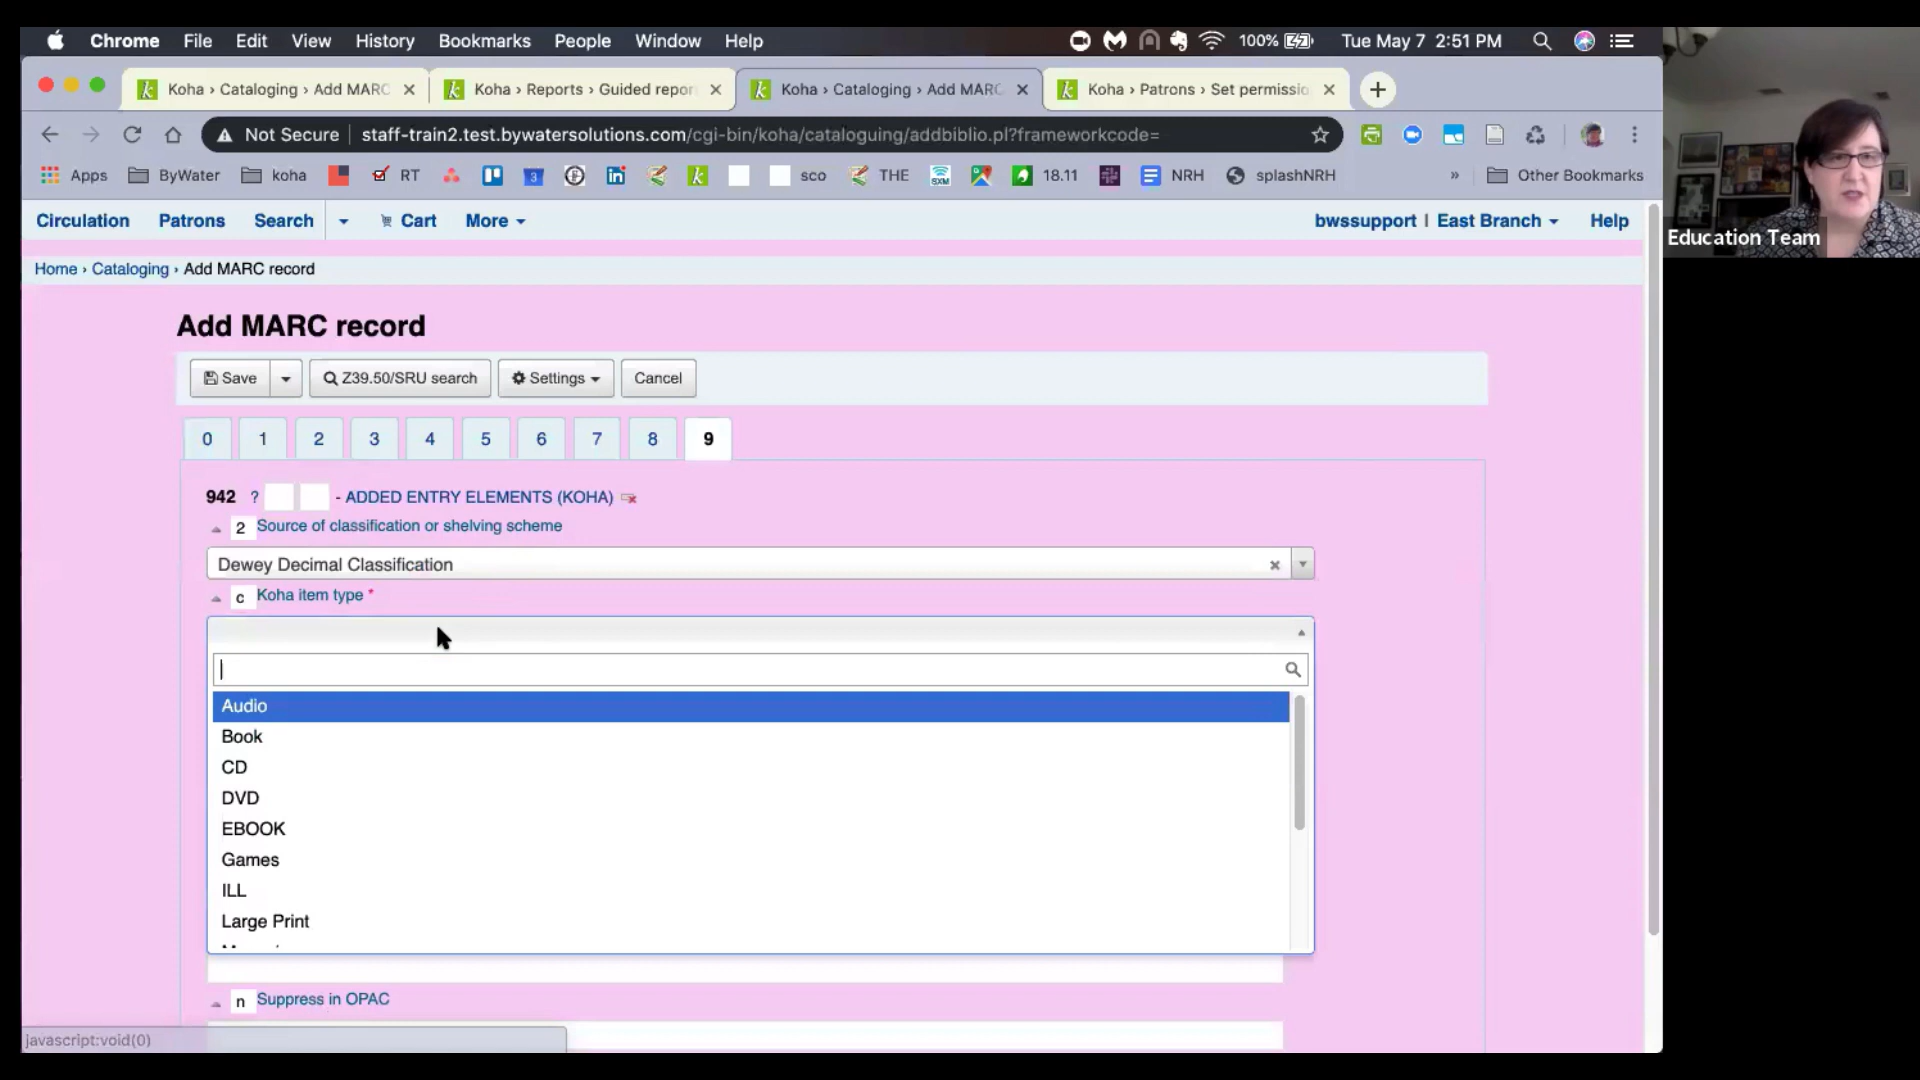 Chrome File Edit View History Bookmarks People Window Help 100% Tue May 7 2:51 PM
Koha › Cataloging › Add MARC Koha › Reports › Guided repor Koha › Cataloging › Add MARC Koha › Patrons › Set permissio
Not Secure staff-train2.test.bywatersolutions.com/cgi-bin/koha/cataloguing/addbiblio.pl?frameworkcode=
Apps ByWater koha RT 3 sco THE SXM 18.11 NRH splashNRH » Other Bookmarks
Circulation Patrons Search Cart More bwssupport | East Branch Help
Education Team
Home › Cataloging › Add MARC record
Add MARC record
Save Z39.50/SRU search Settings Cancel
0 1 2 3 4 5 6 7 8 9
942 ? - ADDED ENTRY ELEMENTS (KOHA)
2 Source of classification or shelving scheme
Dewey Decimal Classification
c Koha item type *
Audio
Book
CD
DVD
EBOOK
Games
ILL
Large Print
n Suppress in OPAC
javascript:void(0)